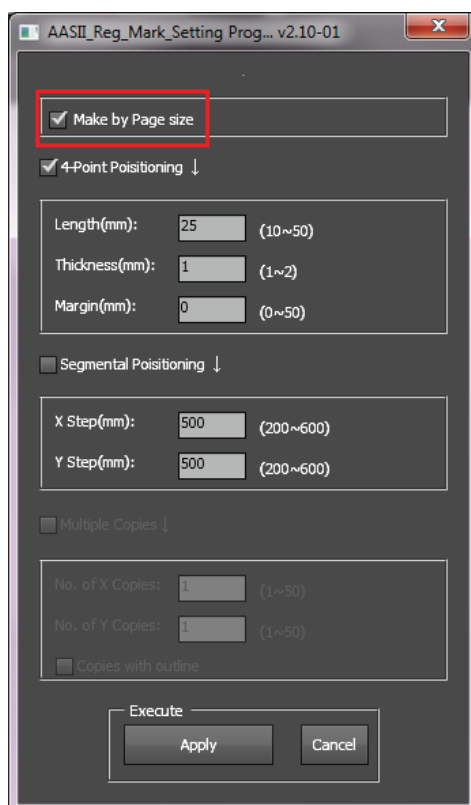 AASII_Reg_Mark_Setting Prog... v2.10-01
Make by Page size
4-Point Poisitioning ↓
Length(mm): 25 (10~50)
Thickness(mm): 1 (1~2)
Margin(mm): 0 (0~50)
Segmental Poisitioning ↓
X Step(mm): 500 (200~600)
Y Step(mm): 500 (200~600)
Multiple Copies ↓
No. of X Copies: 1 (1~50)
No. of Y Copies: 1 (1~50)
Copies with outline
Execute
Apply Cancel